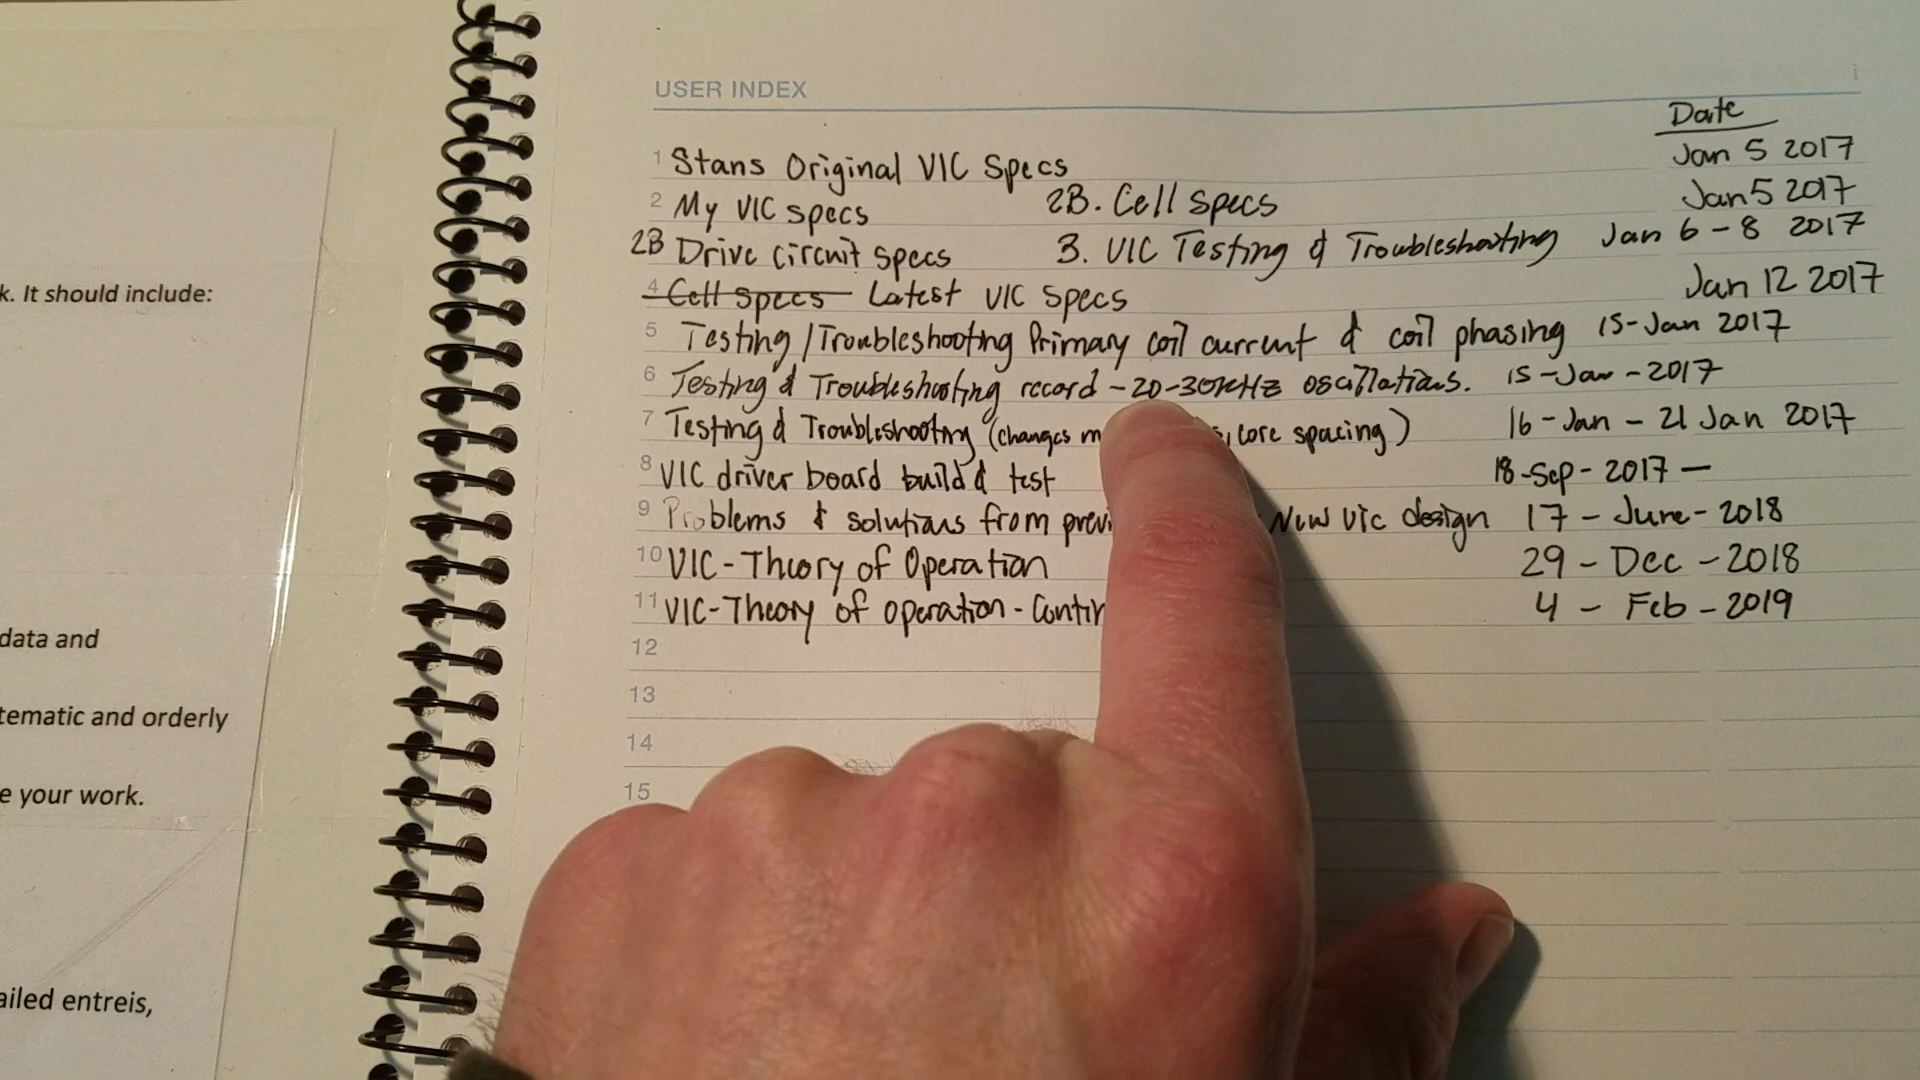 USER INDEX
i
Date
1 Stans Original VIC Specs Jan 5 2017
2 My VIC specs 2B. Cell Specs Jan 5 2017
2B Drive circuit specs 3. VIC Testing & Troubleshooting Jan 6 - 8 2017
4 Cell Specs Latest VIC Specs Jan 12 2017
5 Testing / Troubleshooting Primary coil current & coil phasing 15-Jan 2017
6 Testing & Troubleshooting record - 20-30KHz oscillations. 15-Jan-2017
7 Testing & Troubleshooting (changes core spacing) 16-Jan - 21 Jan 2017
8 VIC driver board build & test 18-Sep-2017 —
9 Problems & solutions from New Vic design 17 - June - 2018
10 VIC - Theory of Operation 29 - Dec - 2018
11 VIC-Theory of operation - 4 - Feb - 2019
12
13
14
15
k. It should include:
data and
tematic and orderly
e your work.
ailed entreis,